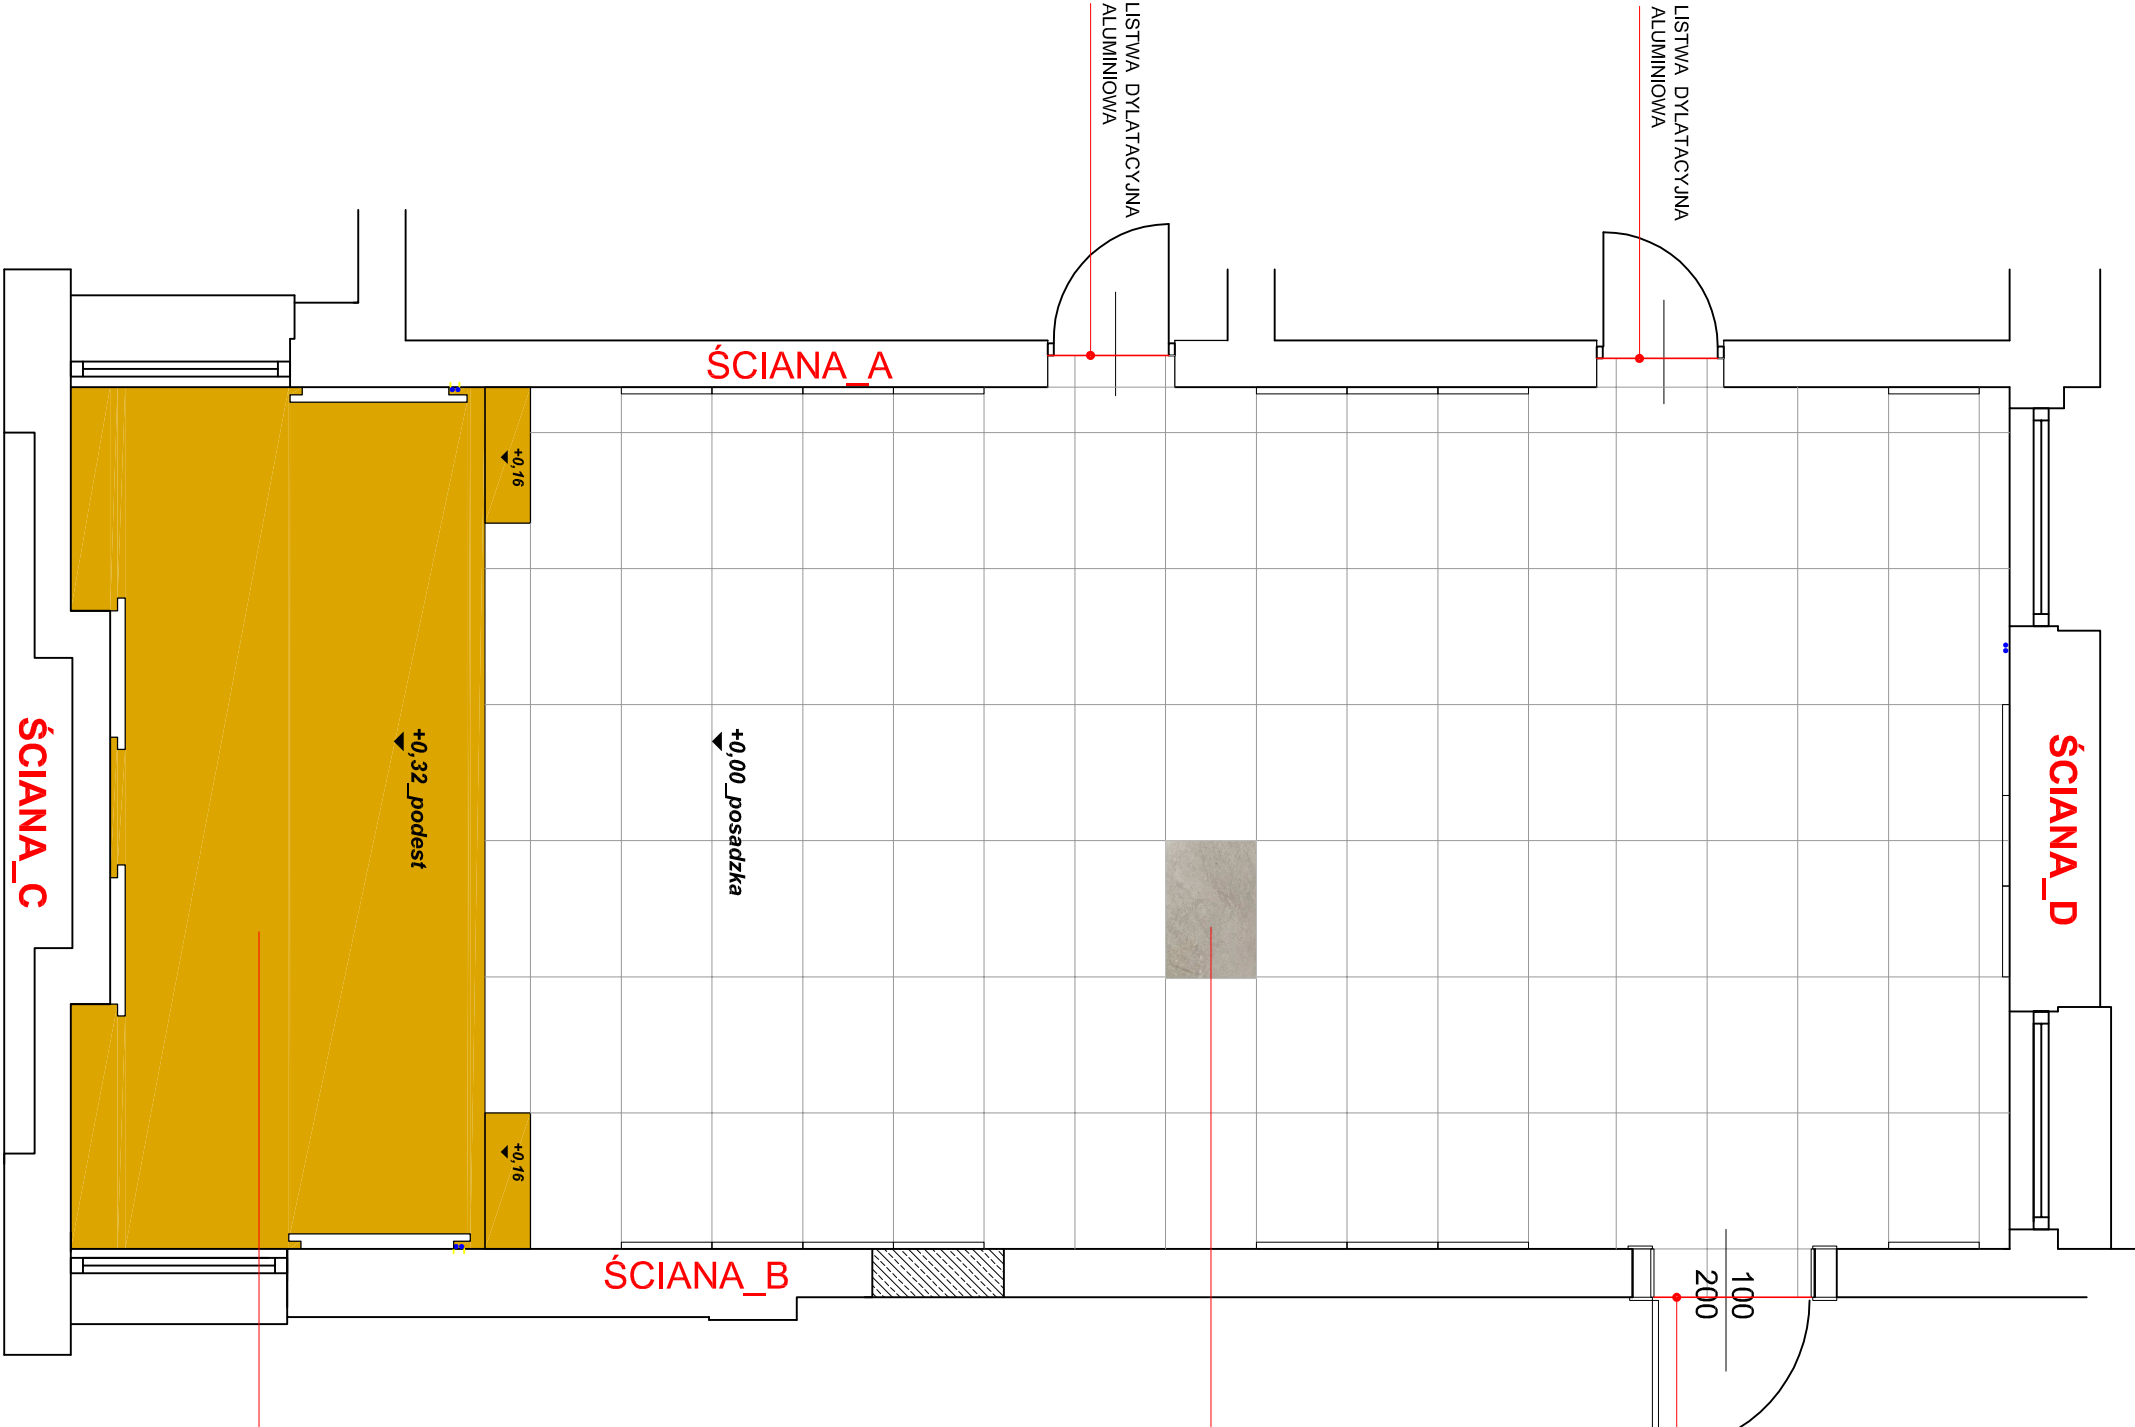 LISTWA DYLATACYJNA
ALUMINIOWA
LISTWA DYLATACYJNA
ALUMINIOWA
ŚCIANA_A
+0,16
+0,32_podest
+0,00_posadzka
ŚCIANA_C
ŚCIANA_D
+0,16
ŚCIANA_B
100
200